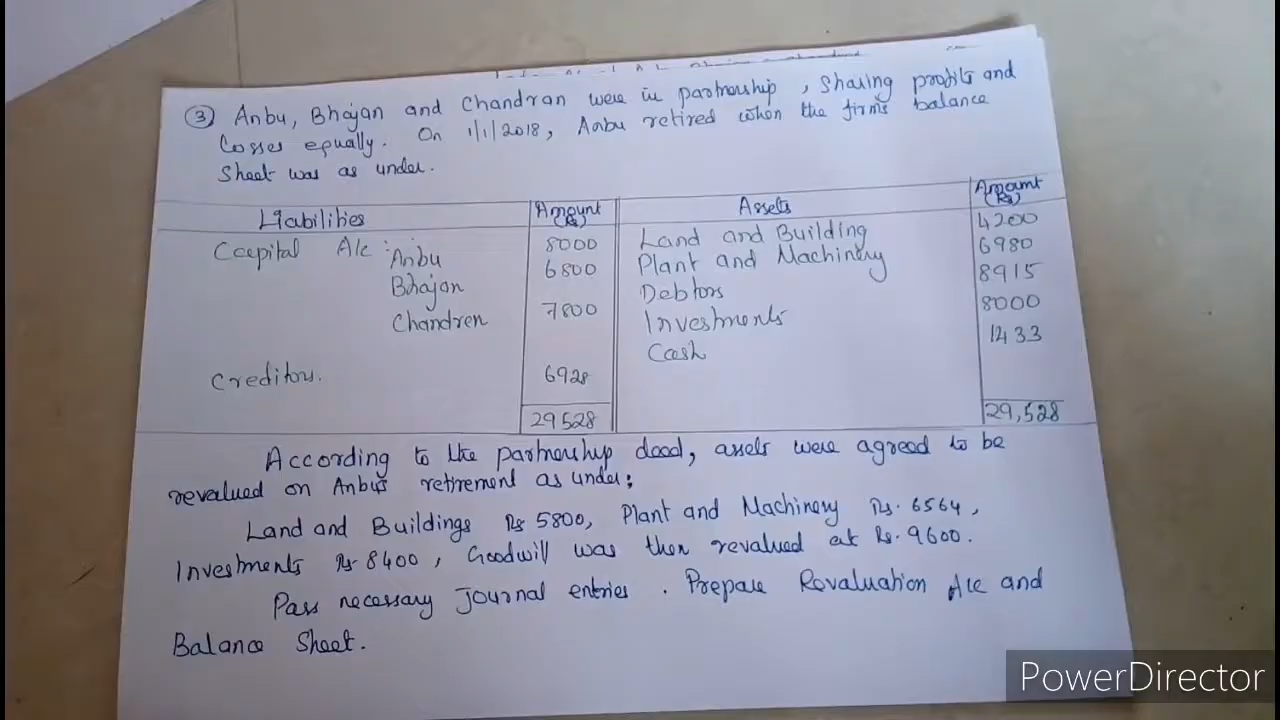 ③ Anbu, Bhajan and Chandran were in partnership, sharing profits and
Losses equally. On 1/1/2018, Anbu retired when the firm's balance
Sheet was as under.
Liabilities Amount (Rs) Assets Amount (Rs)
Capital A/c: Anbu 8000 Land and Building 4200
Bhajan 6800 Plant and Machinery 6980
Chandren 7800 Debtors 8915
Investments 8000
Cash 1433
Creditors. 6928
29528 29,528
According to the partnership deed, assets were agreed to be
revalued on Anbu's retirement as under;
Land and Buildings Rs 5800, Plant and Machinery Rs. 6564,
Investments Rs 8400, Goodwill was then revalued at Rs. 9600.
Pass necessary Journal entries. Prepare Revaluation A/c and
Balance Sheet.
PowerDirector